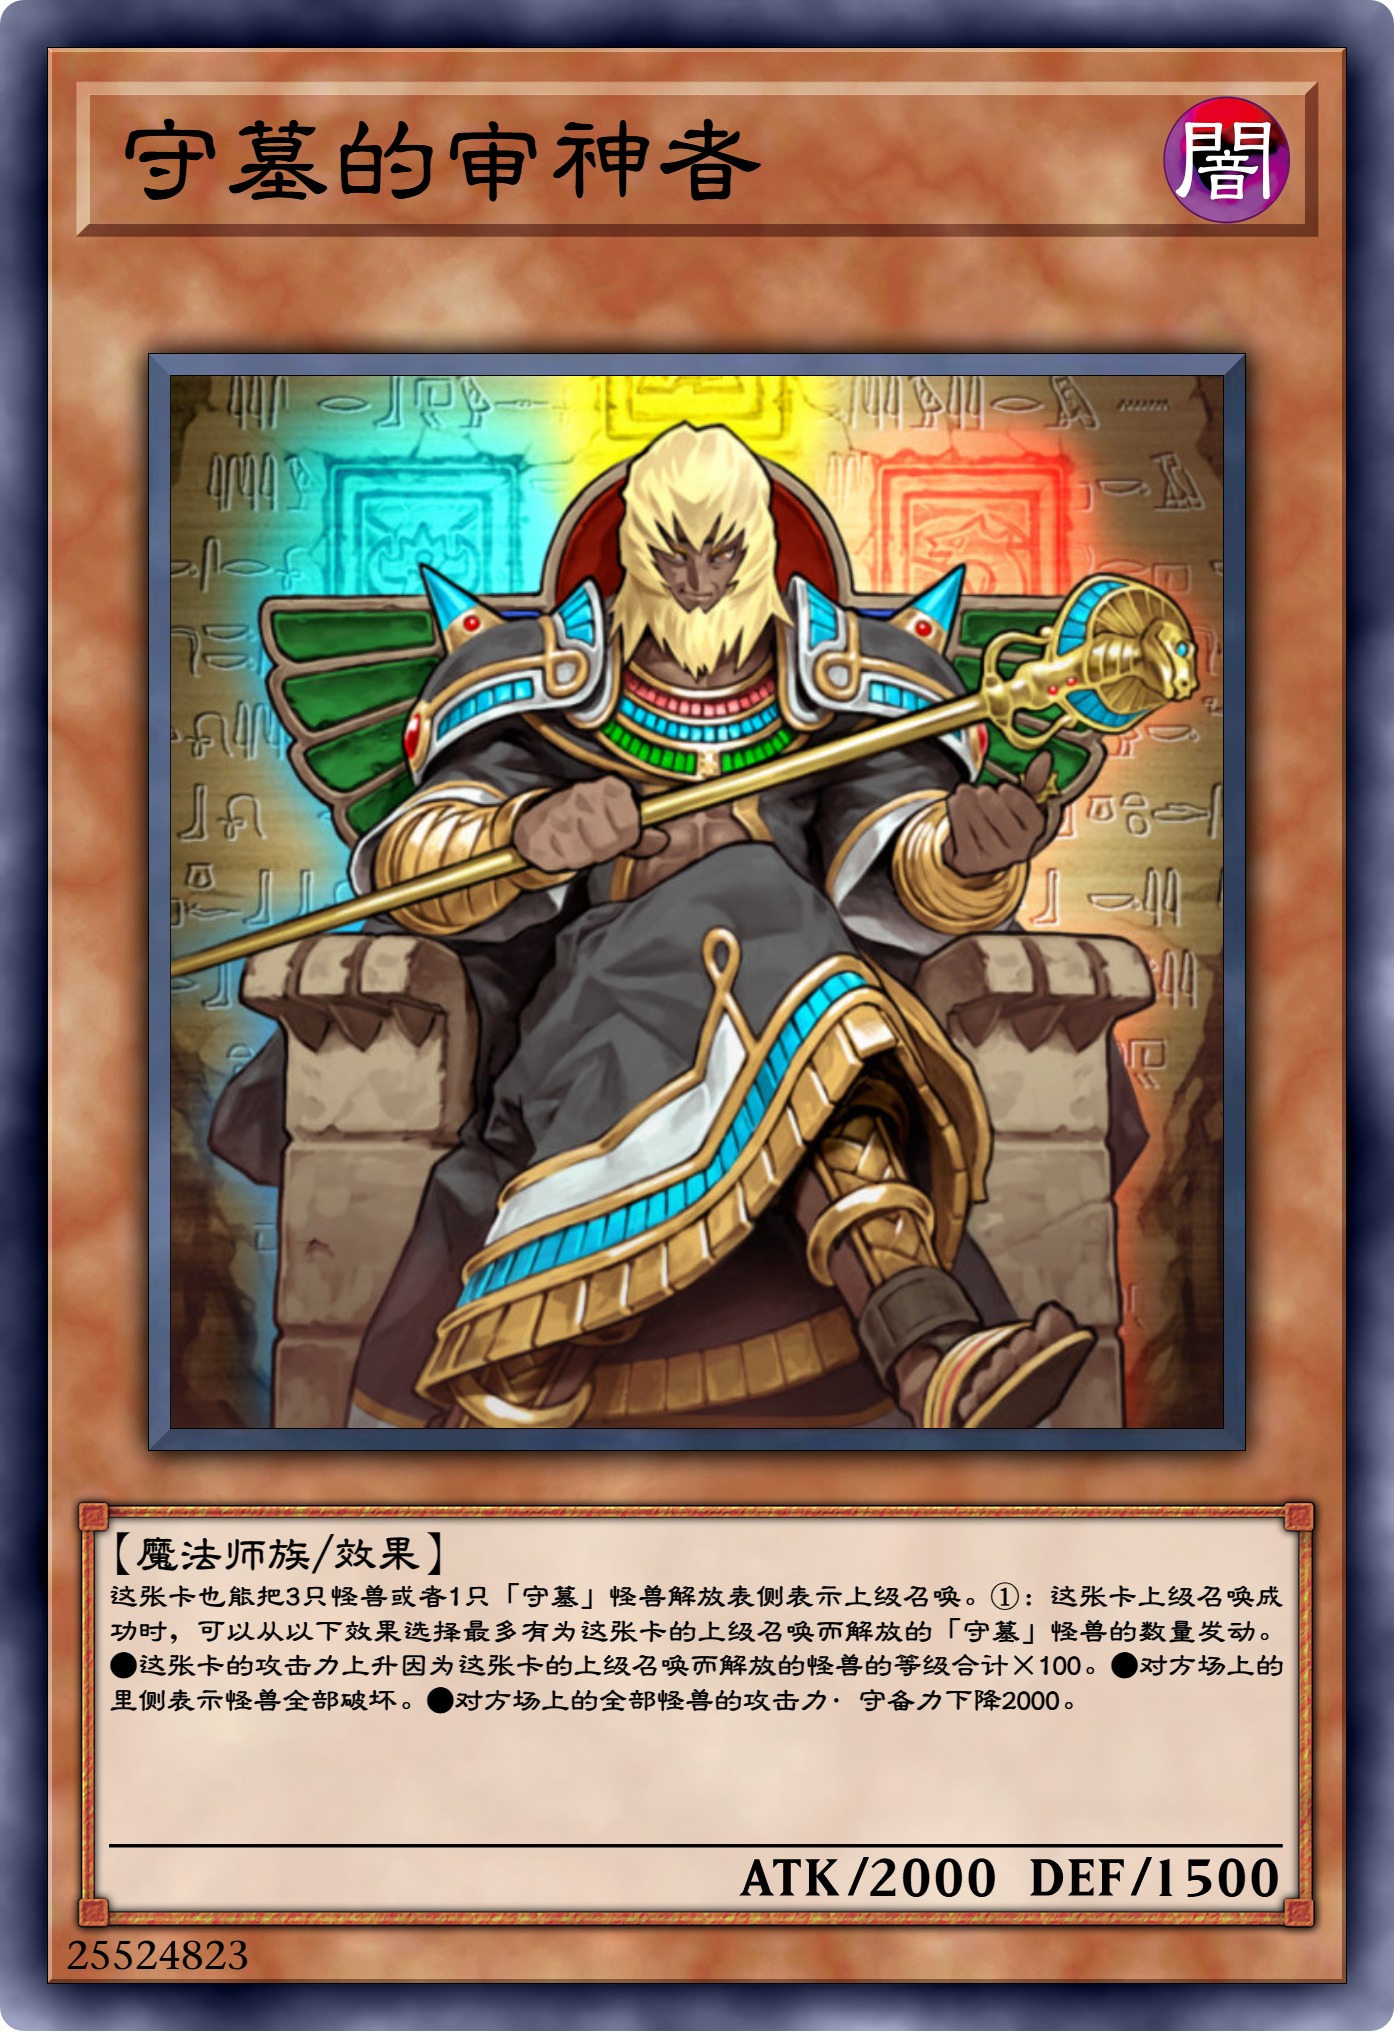 守墓的审神者
闇
【魔法师族/效果】
这张卡也能把3只怪兽或者1只「守墓」怪兽解放表侧表示上级召唤。①：这张卡上级召唤成
功时，可以从以下效果选择最多有为这张卡的上级召唤而解放的「守墓」怪兽的数量发动。
●这张卡的攻击力上升因为这张卡的上级召唤而解放的怪兽的等级合计×100。●对方场上的
里侧表示怪兽全部破坏。●对方场上的全部怪兽的攻击力·守备力下降2000。
ATK/2000 DEF/1500
25524823